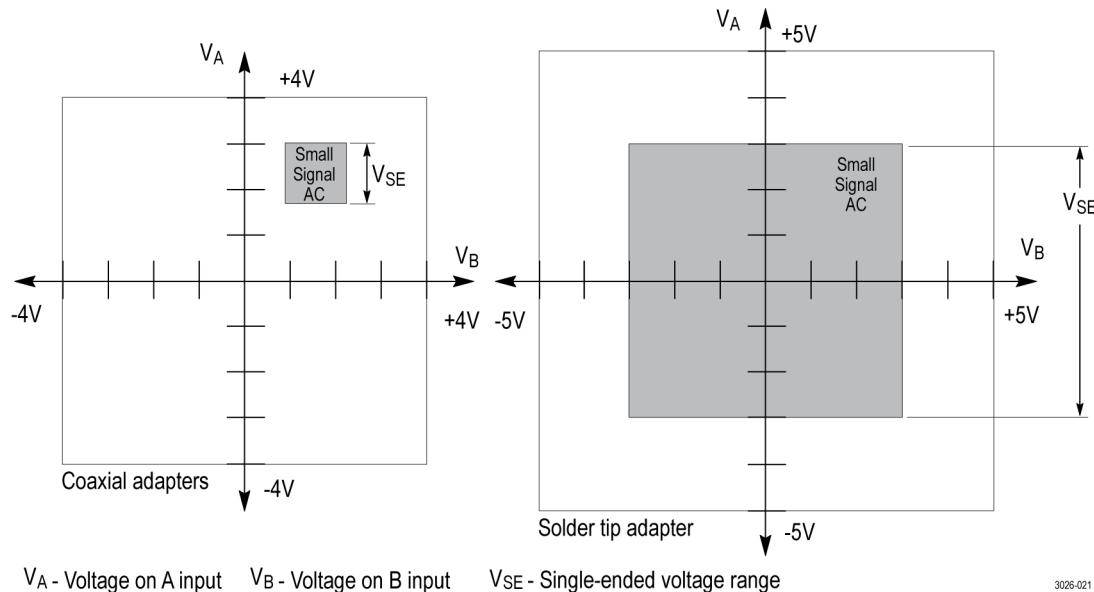 V_A
+4V
Small
Signal
AC
V_SE
V_B
-4V
+4V
-4V
Coaxial adapters
V_A
+5V
Small
Signal
AC
V_SE
V_B
-5V
+5V
-5V
Solder tip adapter
V_A - Voltage on A input V_B - Voltage on B input V_SE - Single-ended voltage range
3026-021